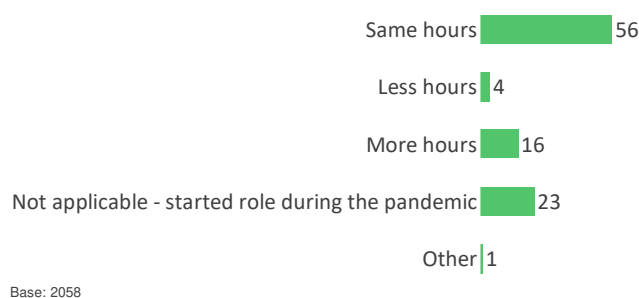 Same hours 56
Less hours 4
More hours 16
Not applicable - started role during the pandemic 23
Other 1
Base: 2058